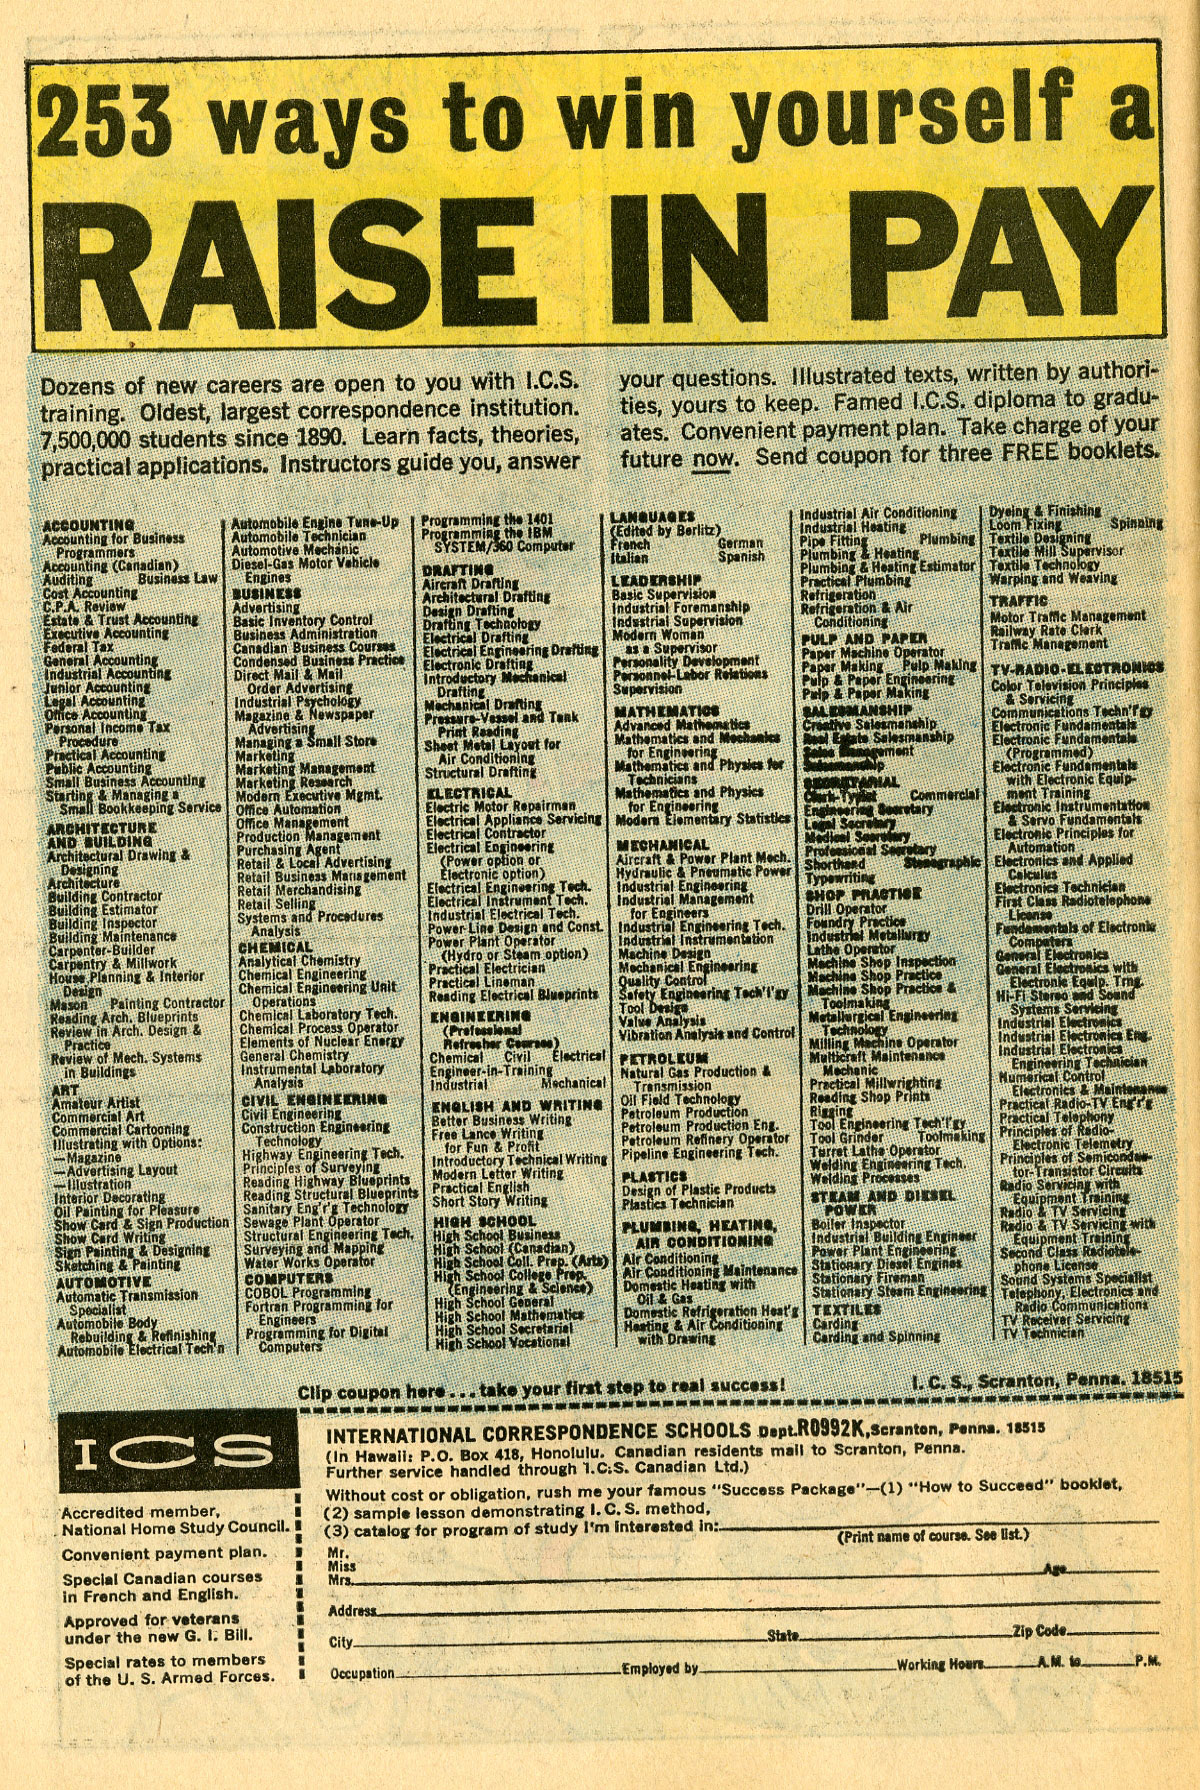 253 ways to win yourself a
RAISE IN PAY
Dozens of new careers are open to you with I.C.S.
training. Oldest, largest correspondence institution.
7,500,000 students since 1890. Learn facts, theories,
practical applications. Instructors guide you, answer
your questions. Illustrated texts, written by authori-
ties, yours to keep. Famed I.C.S. diploma to gradu-
ates. Convenient payment plan. Take charge of your
future now. Send coupon for three FREE booklets.
ACCOUNTING
Accounting for Business
Programmers
Accounting (Canadian)
Auditing Business Law
Cost Accounting
C.P.A. Review
Estate & Trust Accounting
Executive Accounting
Federal Tax
General Accounting
Industrial Accounting
Junior Accounting
Legal Accounting
Office Accounting
Personal Income Tax
Procedure
Practical Accounting
Public Accounting
Small Business Accounting
Starting & Managing a
Small Bookkeeping Service
ARCHITECTURE
AND BUILDING
Architectural Drawing &
Designing
Architecture
Building Contractor
Building Estimator
Building Inspector
Building Maintenance
Carpenter-Builder
Carpentry & Millwork
House Planning & Interior
Design
Mason Painting Contractor
Reading Arch. Blueprints
Review in Arch. Design &
Practice
Review of Mech. Systems
in Buildings
ART
Amateur Artist
Commercial Art
Commercial Cartooning
Illustrating with Options:
—Magazine
—Advertising Layout
—Illustration
Interior Decorating
Oil Painting for Pleasure
Show Card & Sign Production
Show Card Writing
Sign Painting & Designing
Sketching & Painting
AUTOMOTIVE
Automatic Transmission
Specialist
Automobile Body
Rebuilding & Refinishing
Automobile Electrical Tech'n
Automobile Engine Tune-Up
Automobile Technician
Automotive Mechanic
Diesel-Gas Motor Vehicle
Engines
BUSINESS
Advertising
Basic Inventory Control
Business Administration
Canadian Business Courses
Condensed Business Practice
Direct Mail & Mail
Order Advertising
Industrial Psychology
Magazine & Newspaper
Advertising
Managing a Small Store
Marketing
Marketing Management
Marketing Research
Modern Executive Mgmt.
Office Automation
Office Management
Production Management
Purchasing Agent
Retail & Local Advertising
Retail Business Management
Retail Merchandising
Retail Selling
Systems and Procedures
Analysis
CHEMICAL
Analytical Chemistry
Chemical Engineering
Chemical Engineering Unit
Operations
Chemical Laboratory Tech.
Chemical Process Operator
Elements of Nuclear Energy
General Chemistry
Instrumental Laboratory
Analysis
CIVIL ENGINEERING
Civil Engineering
Construction Engineering
Technology
Highway Engineering Tech.
Principles of Surveying
Reading Highway Blueprints
Reading Structural Blueprints
Sanitary Eng'r'g Technology
Sewage Plant Operator
Structural Engineering Tech.
Surveying and Mapping
Water Works Operator
COMPUTERS
COBOL Programming
Fortran Programming for
Engineers
Programming for Digital
Computers
Programming the 1401
Programming the IBM
SYSTEM/360 Computer
DRAFTING
Aircraft Drafting
Architectural Drafting
Design Drafting
Drafting Technology
Electrical Drafting
Electrical Engineering Drafting
Electronic Drafting
Introductory Mechanical
Drafting
Mechanical Drafting
Pressure-Vessel and Tank
Print Reading
Sheet Metal Layout for
Air Conditioning
Structural Drafting
ELECTRICAL
Electric Motor Repairman
Electrical Appliance Servicing
Electrical Contractor
Electrical Engineering
(Power option or
Electronic option)
Electrical Engineering Tech.
Electrical Instrument Tech.
Industrial Electrical Tech.
Power-Line Design and Const.
Power Plant Operator
(Hydro or Steam option)
Practical Electrician
Practical Lineman
Reading Electrical Blueprints
ENGINEERING
(Professional
Refresher Courses)
Chemical Civil Electrical
Engineer-in-Training
Industrial Mechanical
ENGLISH AND WRITING
Better Business Writing
Free Lance Writing
for Fun & Profit
Introductory Technical Writing
Modern Letter Writing
Practical English
Short Story Writing
HIGH SCHOOL
High School Business
High School (Canadian)
High School Coll. Prep. (Arts)
High School College Prep.
(Engineering & Science)
High School General
High School Mathematics
High School Secretarial
High School Vocational
LANGUAGES
(Edited by Berlitz)
French German
Italian Spanish
LEADERSHIP
Basic Supervision
Industrial Foremanship
Industrial Supervision
Modern Woman
as a Supervisor
Personality Development
Personnel-Labor Relations
Supervision
MATHEMATICS
Advanced Mathematics
Mathematics and Mechanics
for Engineering
Mathematics and Physics for
Technicians
Mathematics and Physics
for Engineering
Modern Elementary Statistics
MECHANICAL
Aircraft & Power Plant Mech.
Hydraulic & Pneumatic Power
Industrial Engineering
Industrial Management
for Engineers
Industrial Engineering Tech.
Industrial Instrumentation
Machine Design
Mechanical Engineering
Quality Control
Safety Engineering Tech'l'gy
Tool Design
Value Analysis
Vibration Analysis and Control
PETROLEUM
Natural Gas Production &
Transmission
Oil Field Technology
Petroleum Production
Petroleum Production Eng.
Petroleum Refinery Operator
Pipeline Engineering Tech.
PLASTICS
Design of Plastic Products
Plastics Technician
PLUMBING, HEATING,
AIR CONDITIONING
Air Conditioning
Air Conditioning Maintenance
Domestic Heating with
Oil & Gas
Domestic Refrigeration Heat'g
Heating & Air Conditioning
with Drawing
Industrial Air Conditioning
Industrial Heating
Pipe Fitting Plumbing
Plumbing & Heating
Plumbing & Heating Estimator
Practical Plumbing
Refrigeration
Refrigeration & Air
Conditioning
PULP AND PAPER
Paper Machine Operator
Paper Making Pulp Making
Pulp & Paper Engineering
Pulp & Paper Making
SALESMANSHIP
Creative Salesmanship
Real Estate Salesmanship
Sales Management
Salesmanship
SECRETARIAL
Clerk-Typist Commercial
Engineering Secretary
Legal Secretary
Medical Secretary
Professional Secretary
Shorthand Stenographic
Typewriting
SHOP PRACTICE
Drill Operator
Foundry Practice
Industrial Metallurgy
Lathe Operator
Machine Shop Inspection
Machine Shop Practice
Machine Shop Practice &
Toolmaking
Metallurgical Engineering
Technology
Milling Machine Operator
Multicraft Maintenance
Mechanic
Practical Millwrighting
Reading Shop Prints
Rigging
Tool Engineering Tech'l'gy
Tool Grinder Toolmaking
Turret Lathe Operator
Welding Engineering Tech.
Welding Processes
STEAM AND DIESEL
POWER
Boiler Inspector
Industrial Building Engineer
Power Plant Engineering
Stationary Diesel Engines
Stationary Fireman
Stationary Steam Engineering
TEXTILES
Carding
Carding and Spinning
Dyeing & Finishing
Loom Fixing Spinning
Textile Designing
Textile Mill Supervisor
Textile Technology
Warping and Weaving
TRAFFIC
Motor Traffic Management
Railway Rate Clerk
Traffic Management
TV-RADIO-ELECTRONICS
Color Television Principles
& Servicing
Communications Techn'l'gy
Electronic Fundamentals
Electronic Fundamentals
(Programmed)
Electronic Fundamentals
with Electronic Equip-
ment Training
Electronic Instrumentation
& Servo Fundamentals
Electronic Principles for
Automation
Electronics and Applied
Calculus
Electronics Technician
First Class Radiotelephone
License
Fundamentals of Electronic
Computers
General Electronics
General Electronics with
Electronic Equip. Trng.
Hi-Fi Stereo and Sound
Systems Servicing
Industrial Electronics
Industrial Electronics Eng.
Industrial Electronics
Engineering Technician
Numerical Control
Electronics & Maintenance
Practical Radio-TV Eng'r'g
Practical Telephony
Principles of Radio-
Electronic Telemetry
Principles of Semiconduc-
tor-Transistor Circuits
Radio Servicing with
Equipment Training
Radio & TV Servicing
Radio & TV Servicing with
Equipment Training
Second Class Radiotele-
phone License
Sound Systems Specialist
Telephony, Electronics and
Radio Communications
TV Receiver Servicing
TV Technician
Clip coupon here...take your first step to real success!
I. C. S., Scranton, Penna. 18515
ICS
Accredited member,
National Home Study Council.
Convenient payment plan.
Special Canadian courses
in French and English.
Approved for veterans
under the new G. I. Bill.
Special rates to members
of the U. S. Armed Forces.
INTERNATIONAL CORRESPONDENCE SCHOOLS Dept. R0992K, Scranton, Penna. 18515
(In Hawaii: P.O. Box 418, Honolulu. Canadian residents mail to Scranton, Penna.
Further service handled through I.C.S. Canadian Ltd.)
Without cost or obligation, rush me your famous "Success Package"—(1) "How to Succeed" booklet,
(2) sample lesson demonstrating I. C. S. method,
(3) catalog for program of study I'm interested in:
(Print name of course. See list.)
Mr.
Miss
Mrs. Age
Address
City State Zip Code
Occupation Employed by Working Hours A.M. to P.M.